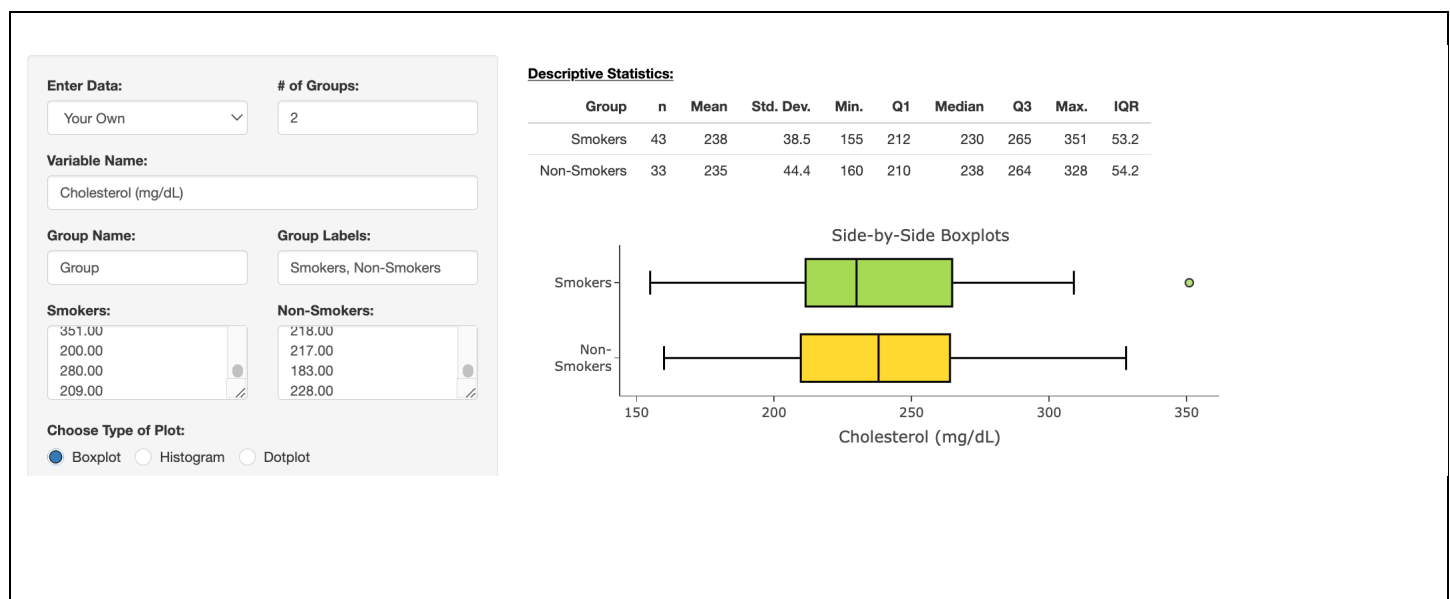 Enter Data: # of Groups:
Your Own 2
Variable Name:
Cholesterol (mg/dL)
Group Name: Group Labels:
Group Smokers, Non-Smokers
Smokers: Non-Smokers:
351.00 218.00
200.00 217.00
280.00 183.00
209.00 228.00
Choose Type of Plot:
Boxplot Histogram Dotplot
Descriptive Statistics:
Group n Mean Std. Dev. Min. Q1 Median Q3 Max. IQR
Smokers 43 238 38.5 155 212 230 265 351 53.2
Non-Smokers 33 235 44.4 160 210 238 264 328 54.2
Side-by-Side Boxplots
Smokers
Non-
Smokers
150 200 250 300 350
Cholesterol (mg/dL)